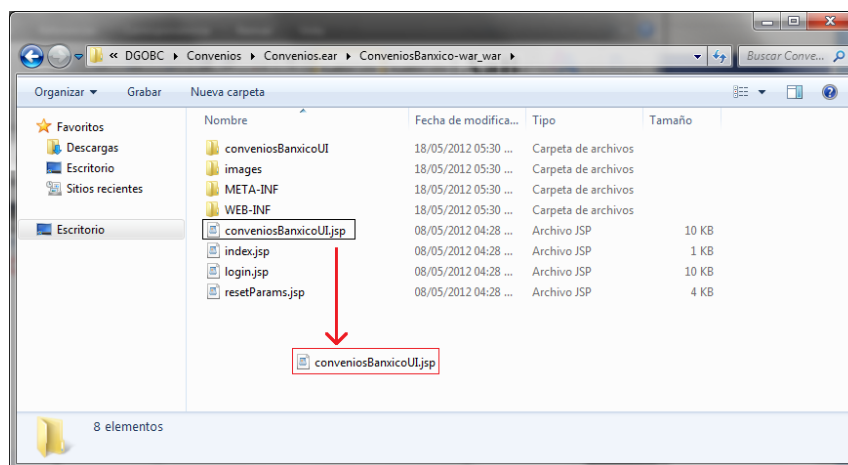 « DGOBC ▸ Convenios ▸ Convenios.ear ▸ ConveniosBanxico-war_war ▸ Buscar Conve...
Organizar Grabar Nueva carpeta
Favoritos
Descargas
Escritorio
Sitios recientes
Escritorio
Nombre Fecha de modifica... Tipo Tamaño
conveniosBanxicoUI 18/05/2012 05:30 ... Carpeta de archivos
images 18/05/2012 05:30 ... Carpeta de archivos
META-INF 18/05/2012 05:30 ... Carpeta de archivos
WEB-INF 18/05/2012 05:30 ... Carpeta de archivos
conveniosBanxicoUI.jsp 08/05/2012 04:28 ... Archivo JSP 10 KB
index.jsp 08/05/2012 04:28 ... Archivo JSP 1 KB
login.jsp 08/05/2012 04:28 ... Archivo JSP 10 KB
resetParams.jsp 08/05/2012 04:28 ... Archivo JSP 4 KB
conveniosBanxicoUI.jsp
8 elementos